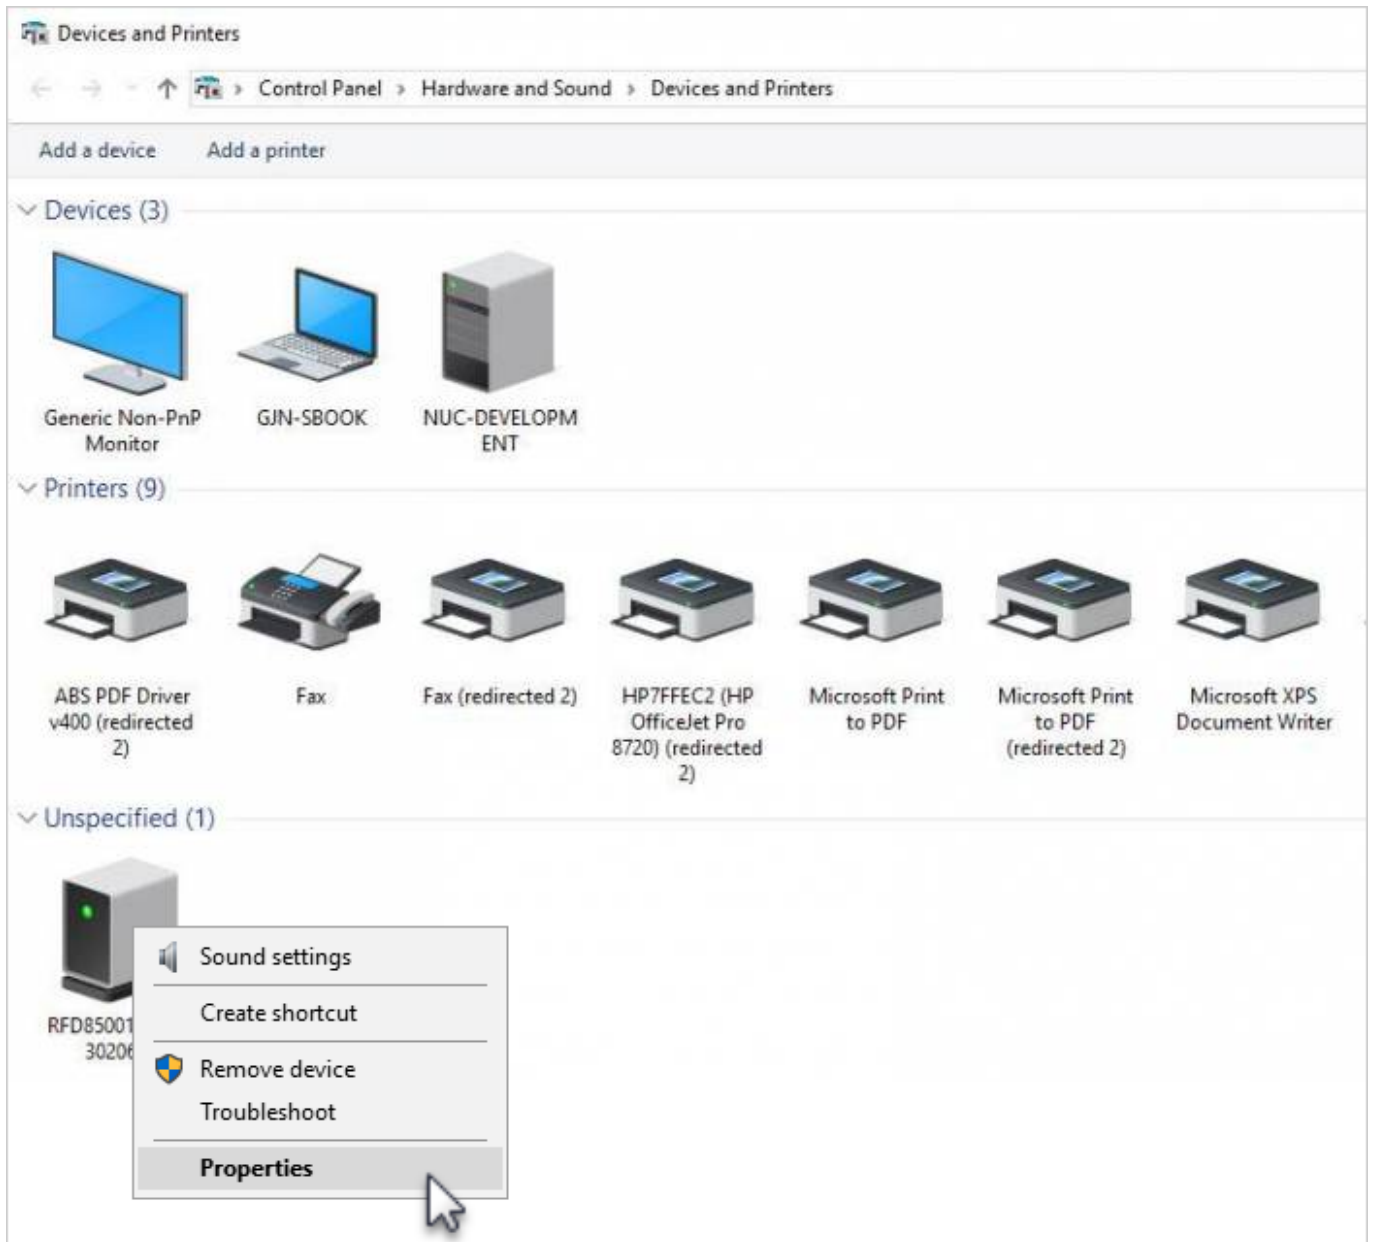 Devices and Printers
Control Panel > Hardware and Sound > Devices and Printers
Add a device Add a printer
Devices (3)
Generic Non-PnP
Monitor
GJN-SBOOK
NUC-DEVELOPM
ENT
Printers (9)
ABS PDF Driver
v400 (redirected
2)
Fax
Fax (redirected 2)
HP7FFEC2 (HP
OfficeJet Pro
8720) (redirected
2)
Microsoft Print
to PDF
Microsoft Print
to PDF
(redirected 2)
Microsoft XPS
Document Writer
Unspecified (1)
RFD85001
30206
Sound settings
Create shortcut
Remove device
Troubleshoot
Properties